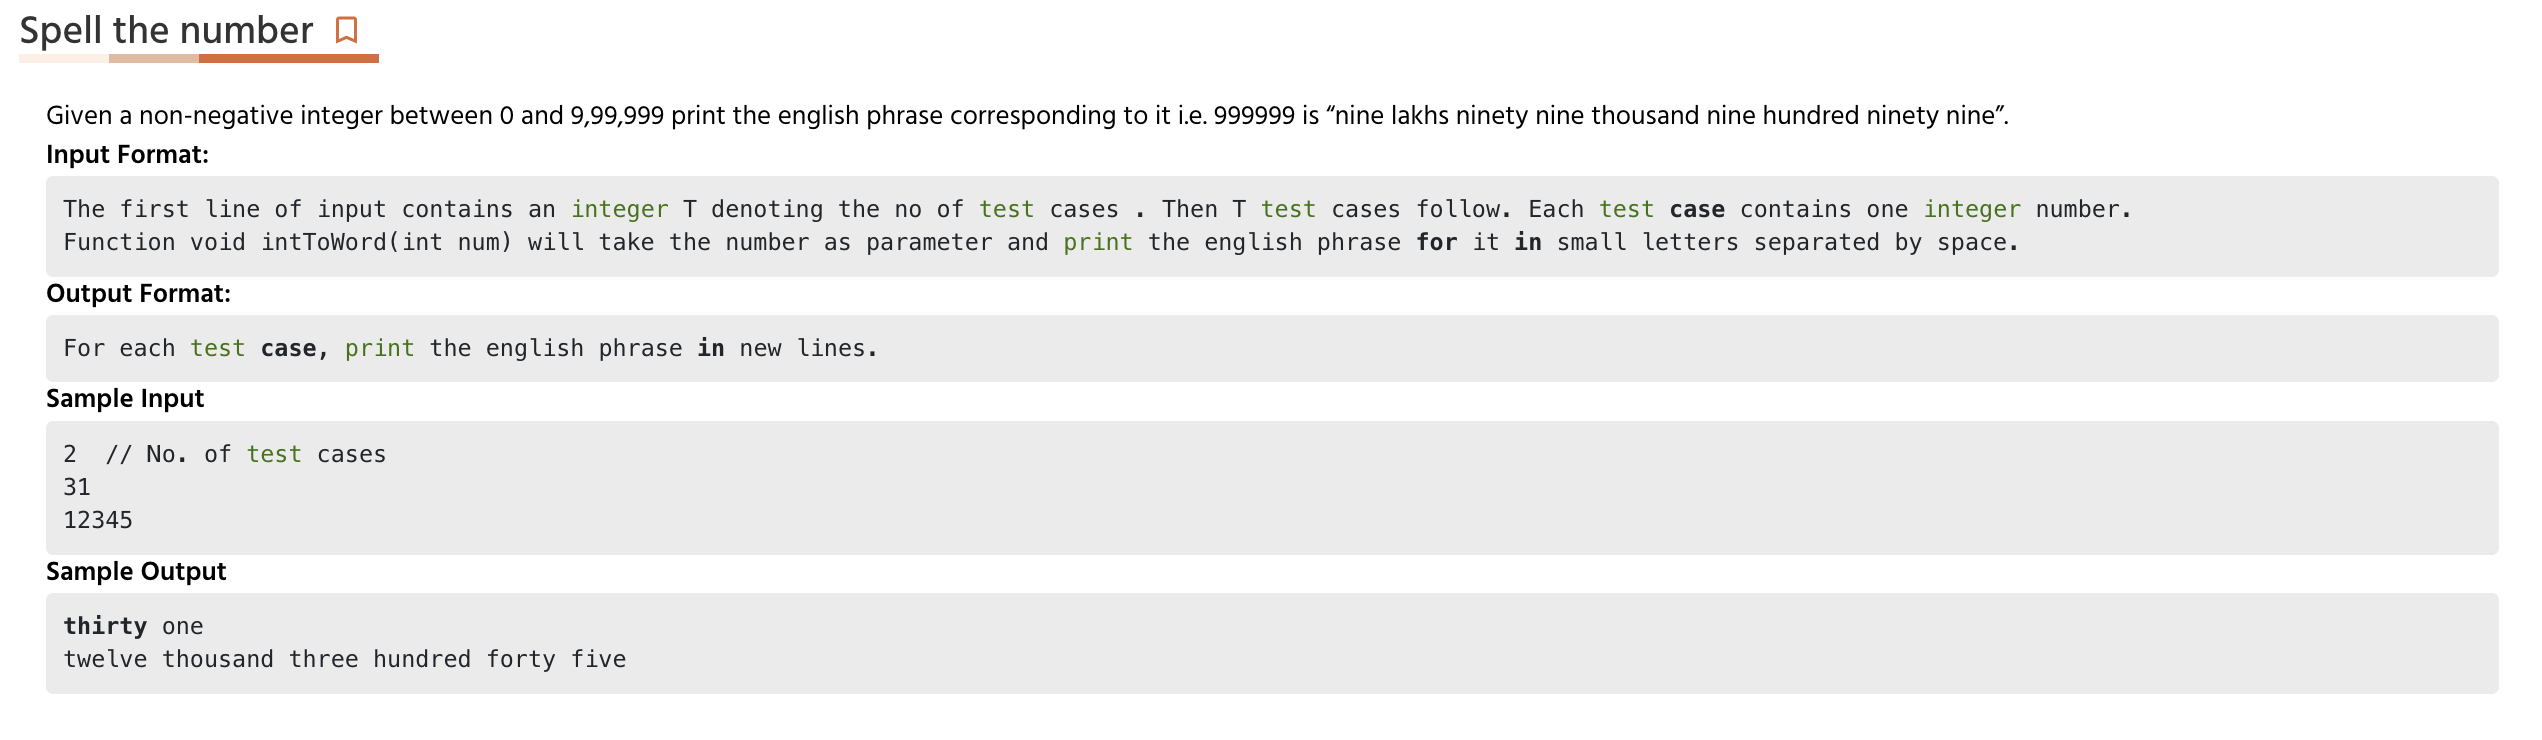 Spell the number
Given a non-negative integer between 0 and 9,99,999 print the english phrase corresponding to it i.e. 999999 is “nine lakhs ninety nine thousand nine hundred ninety nine”.
Input Format:
The first line of input contains an integer T denoting the no of test cases . Then T test cases follow. Each test case contains one integer number.
Function void intToWord(int num) will take the number as parameter and print the english phrase for it in small letters separated by space.
Output Format:
For each test case, print the english phrase in new lines.
Sample Input
2  // No. of test cases
31
12345
Sample Output
thirty one
twelve thousand three hundred forty five